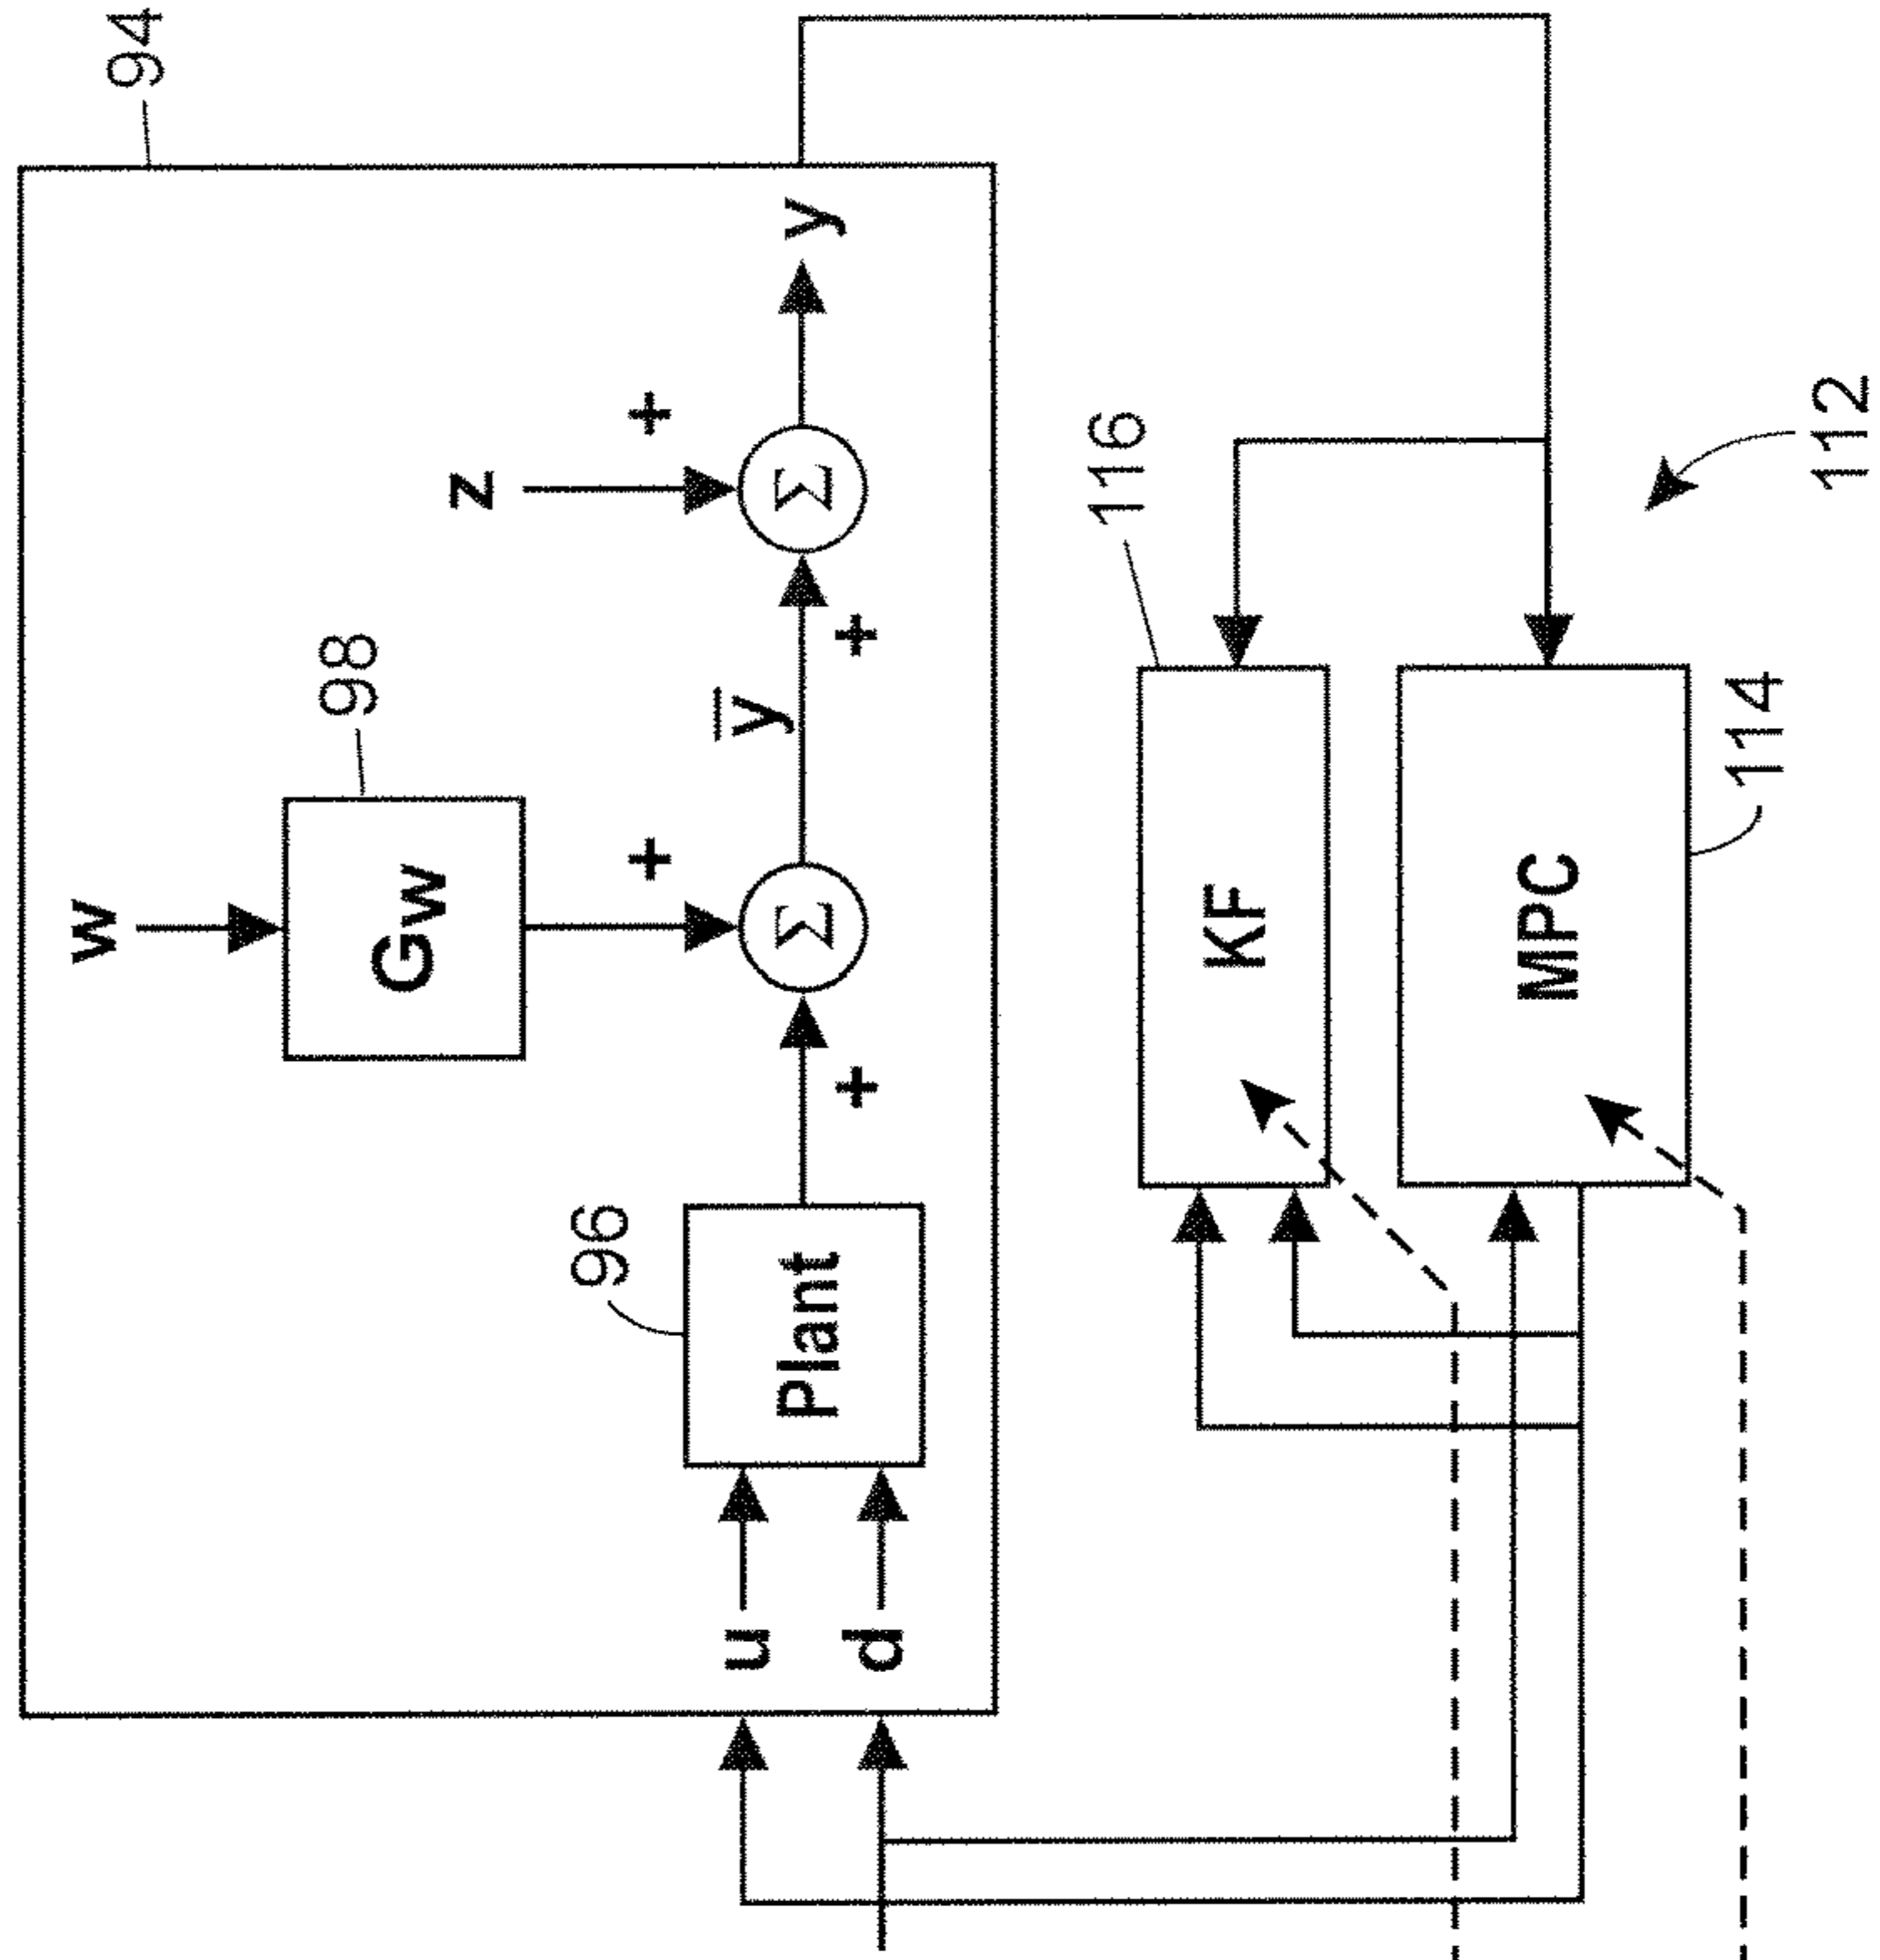 94
w
98
Gw
z
96
Plant
u
d
+
Σ
+
y̅
+
Σ
+
y
116
KF
MPC
114
112